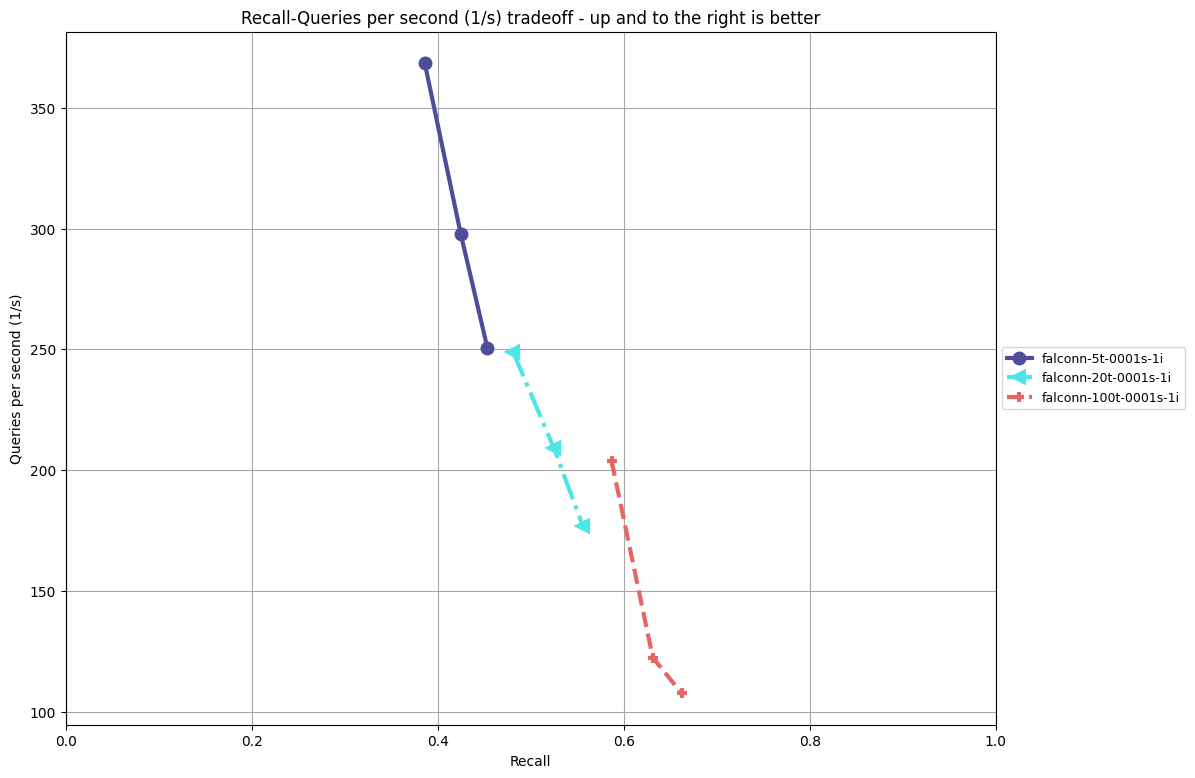 Recall-Queries per second (1/s) tradeoff - up and to the right is better
Queries per second (1/s)
350
300
250
200
150
100
0.0
0.2
0.4
0.6
0.8
1.0
Recall
falconn-5t-0001s-1i
falconn-20t-0001s-1i
falconn-100t-0001s-1i